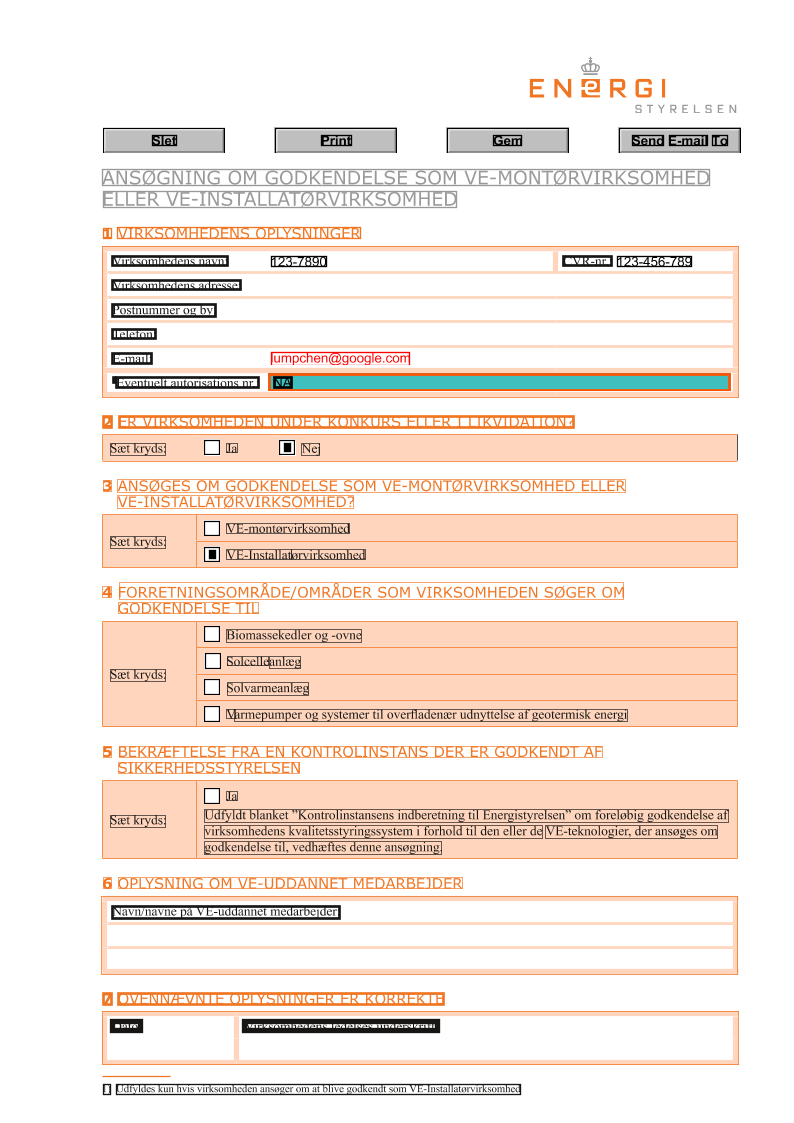 ENERGI
STYRELSEN
Slet Print Gem Send E-mail To
ANSØGNING OM GODKENDELSE SOM VE-MONTØRVIRKSOMHED
ELLER VE-INSTALLATØRVIRKSOMHED
1 VIRKSOMHEDENS OPLYSNINGER
Virksomhedens navn 123-7890 CVR-nr. 123-456-789
Virksomhedens adresse
Postnummer og by
Telefon
E-mail jumpchen@google.com
Eventuelt autorisations nr. NA
2 ER VIRKSOMHEDEN UNDER KONKURS ELLER I LIKVIDATION?
Sæt kryds: Ja Nej
3 ANSØGES OM GODKENDELSE SOM VE-MONTØRVIRKSOMHED ELLER
VE-INSTALLATØRVIRKSOMHED?
Sæt kryds:
VE-montørvirksomhed
VE-Installatørvirksomhed
4 FORRETNINGSOMRÅDE/OMRÅDER SOM VIRKSOMHEDEN SØGER OM
GODKENDELSE TIL
Sæt kryds:
Biomassekedler og -ovne
Solcelleanlæg
Solvarmeanlæg
Varmepumper og systemer til overfladenær udnyttelse af geotermisk energi
5 BEKRÆFTELSE FRA EN KONTROLINSTANS DER ER GODKENDT AF
SIKKERHEDSSTYRELSEN
Sæt kryds:
Ja
Udfyldt blanket ”Kontrolinstansens indberetning til Energistyrelsen” om foreløbig godkendelse af
virksomhedens kvalitetsstyringssystem i forhold til den eller de VE-teknologier, der ansøges om
godkendelse til, vedhæftes denne ansøgning.
6 OPLYSNING OM VE-UDDANNET MEDARBEJDER
Navn/navne på VE-uddannet medarbejder
7 OVENNÆVNTE OPLYSNINGER ER KORREKTE
Dato Virksomhedens ledelses underskrift
1 Udfyldes kun hvis virksomheden ansøger om at blive godkendt som VE-Installatørvirksomhed